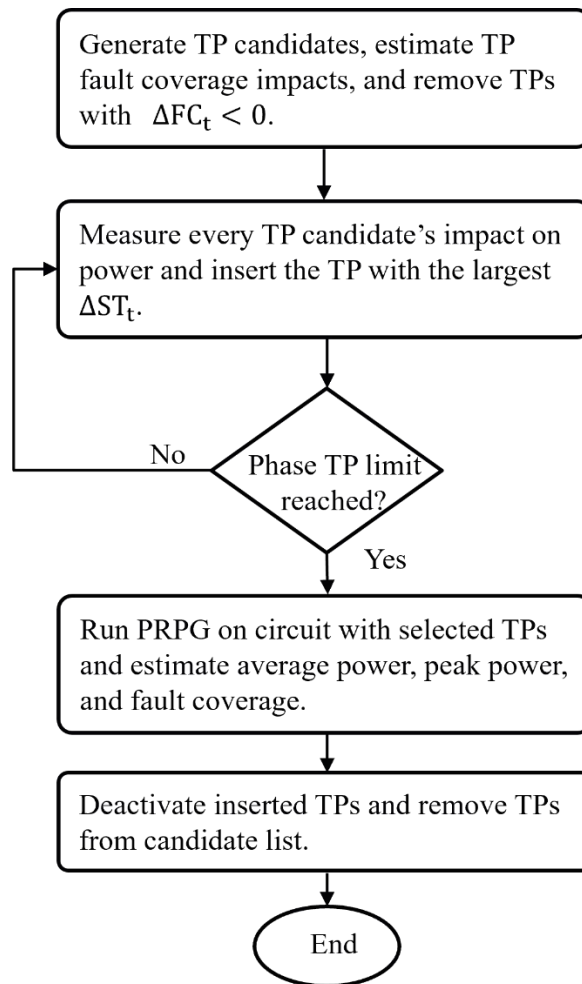 Generate TP candidates, estimate TP
fault coverage impacts, and remove TPs
with ΔFCₜ < 0.
Measure every TP candidate’s impact on
power and insert the TP with the largest
ΔSTₜ.
No
Phase TP limit
reached?
Yes
Run PRPG on circuit with selected TPs
and estimate average power, peak power,
and fault coverage.
Deactivate inserted TPs and remove TPs
from candidate list.
End